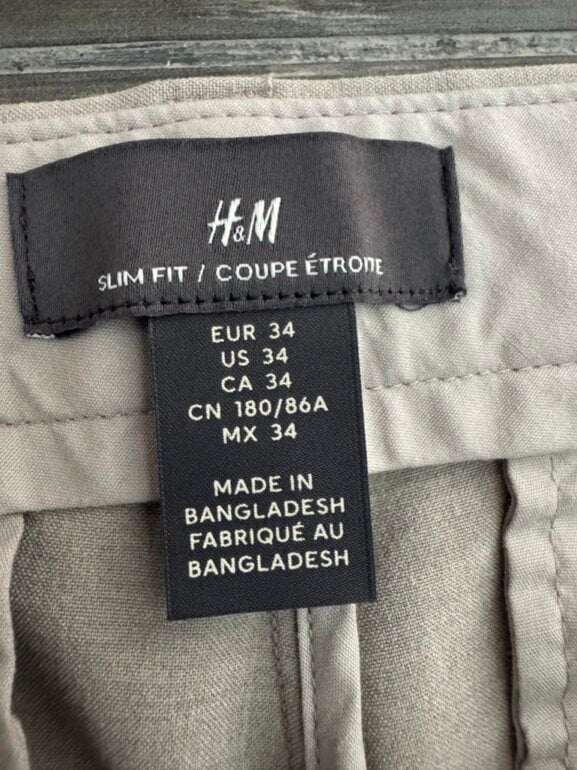 H&M
SLIM FIT / COUPE ÉTROITE
EUR 34
US 34
CA 34
CN 180/86A
MX 34
MADE IN
BANGLADESH
FABRIQUÉ AU
BANGLADESH